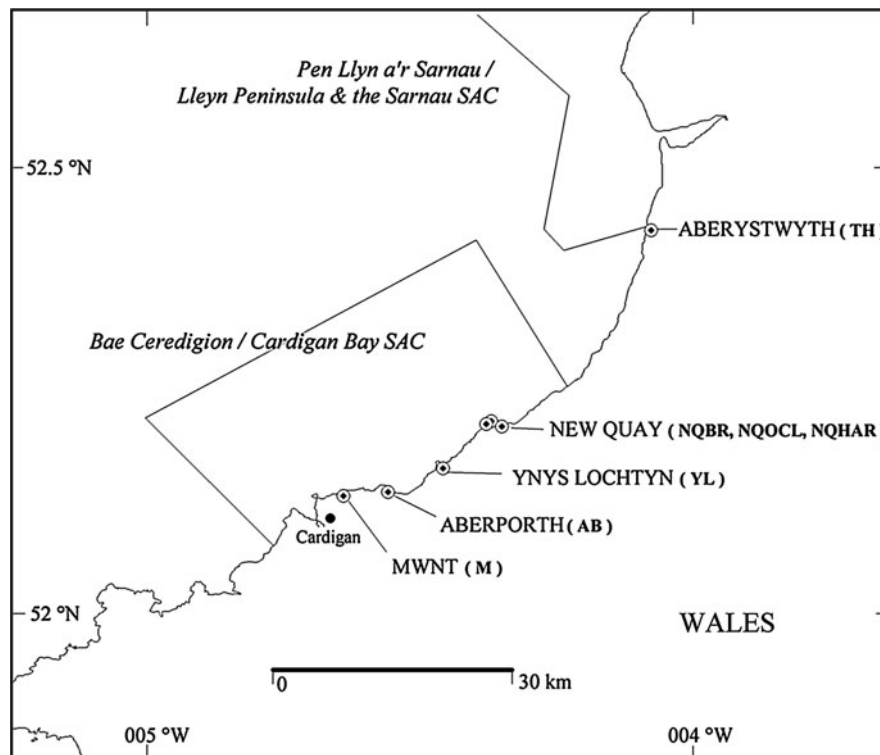 Pen Llyn a'r Sarnau /
Lleyn Peninsula & the Sarnau SAC
52.5 °N
ABERYSTWYTH ( TH )
Bae Ceredigion / Cardigan Bay SAC
NEW QUAY ( NQBR, NQOCL, NQHAR
YNYS LOCHTYN ( YL )
ABERPORTH ( AB )
Cardigan
MWNT ( M )
52 °N
WALES
0
30 km
005 °W
004 °W